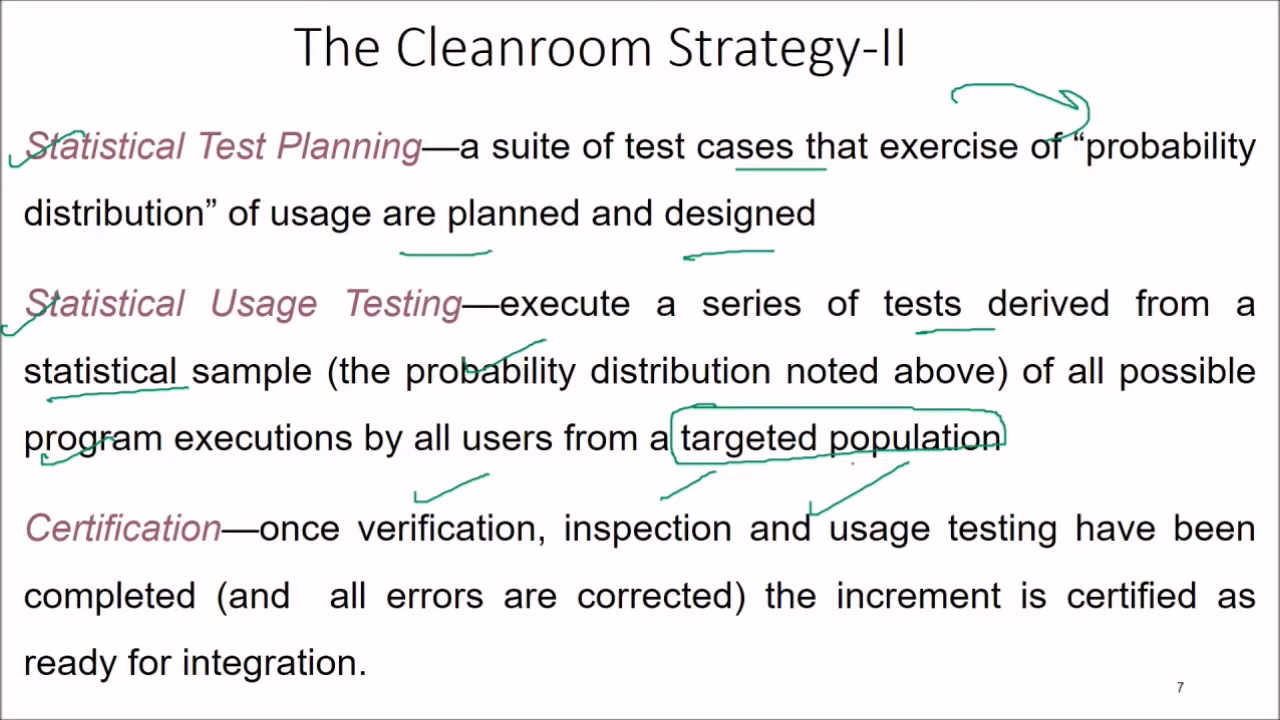 The Cleanroom Strategy-II
Statistical Test Planning—a suite of test cases that exercise of “probability
distribution” of usage are planned and designed
Statistical Usage Testing—execute a series of tests derived from a
statistical sample (the probability distribution noted above) of all possible
program executions by all users from a targeted population
Certification—once verification, inspection and usage testing have been
completed (and all errors are corrected) the increment is certified as
ready for integration.
7